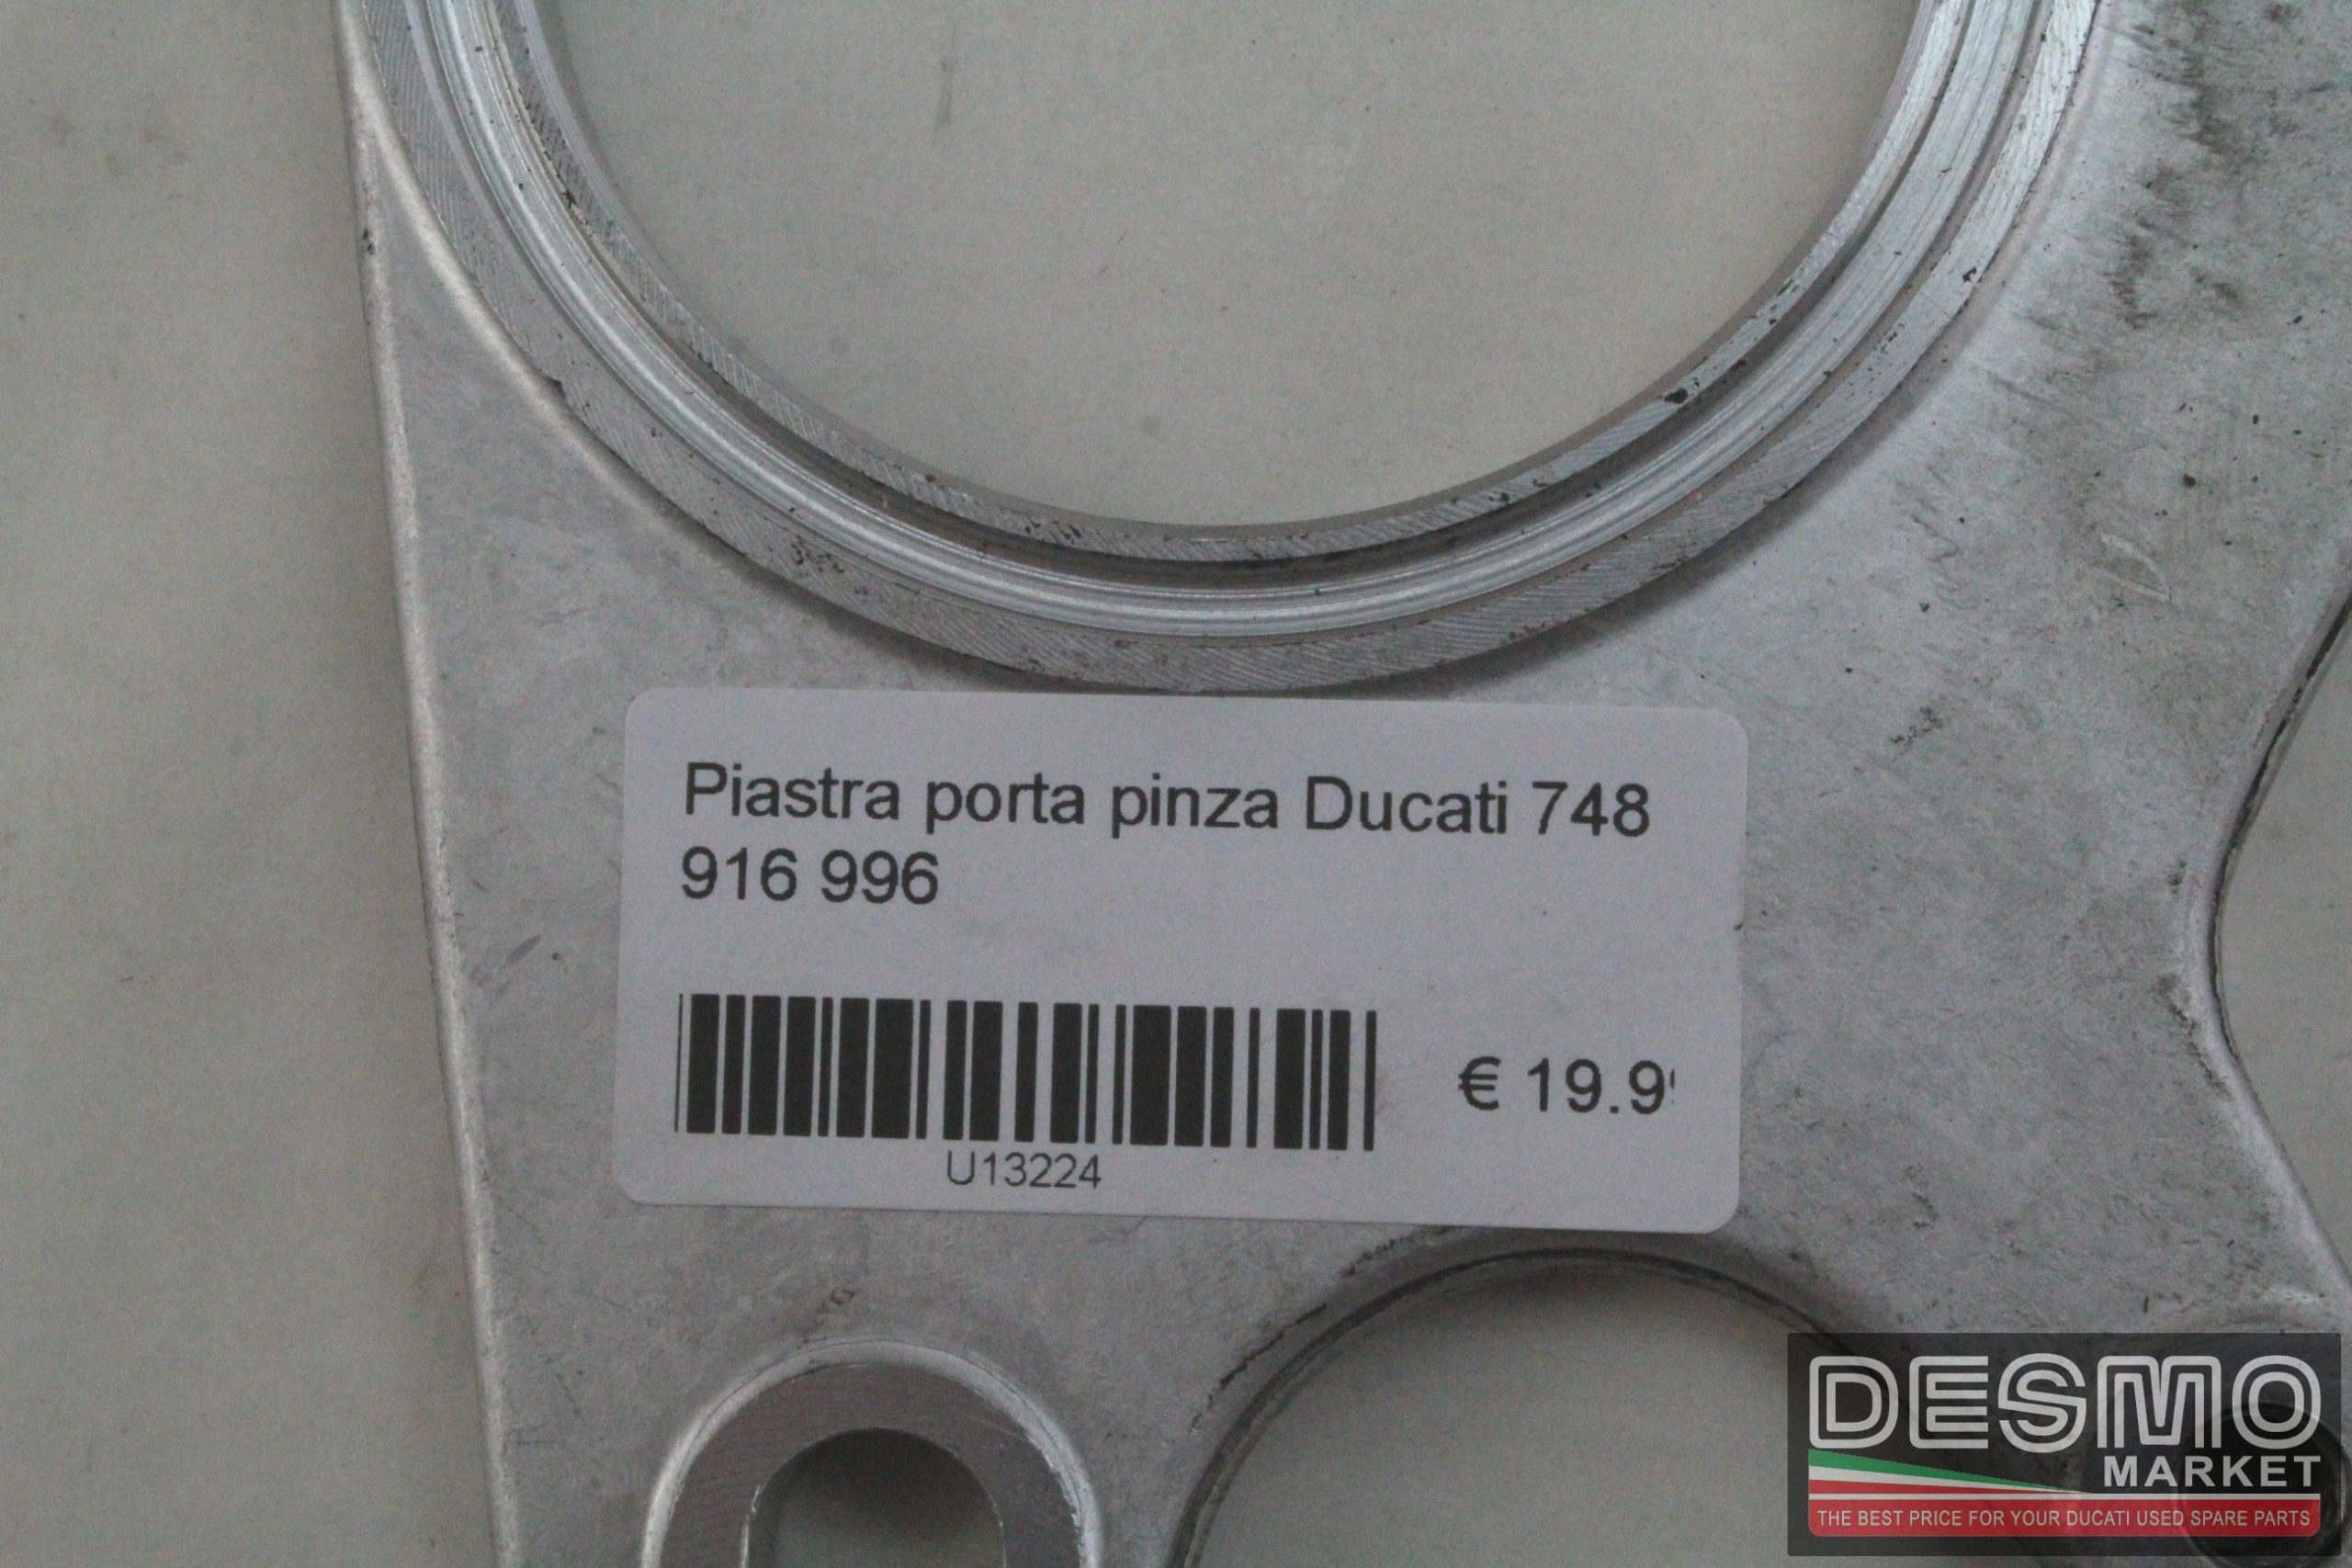 Piastra porta pinza Ducati 748
916 996
€ 19.9
U13224
DESMO
MARKET
THE BEST PRICE FOR YOUR DUCATI USED SPARE PARTS